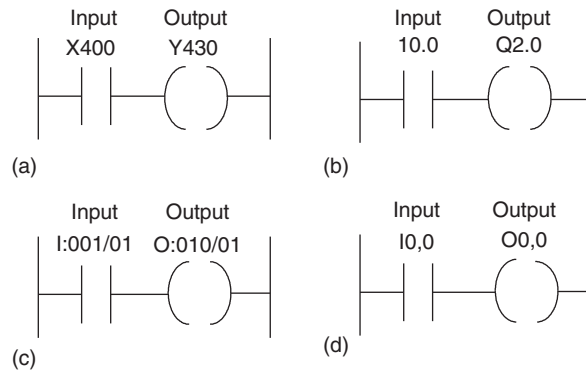 Input Output
X400 Y430
(a)
Input Output
10.0 Q2.0
(b)
Input Output
I:001/01 O:010/01
(c)
Input Output
I0,0 O0,0
(d)